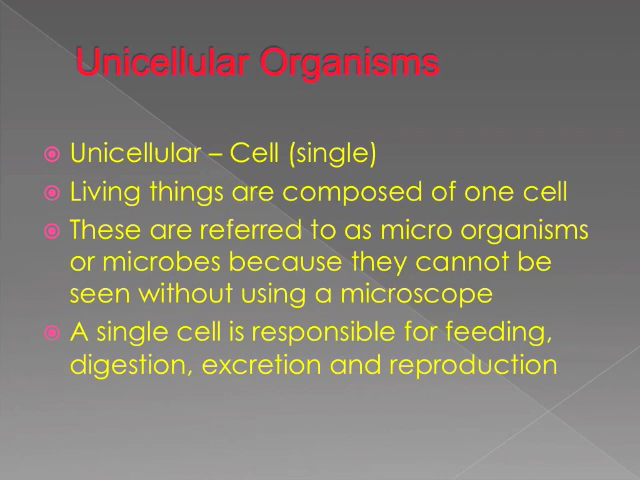 Unicellular Organisms
Unicellular – Cell (single)
Living things are composed of one cell
These are referred to as micro organisms
or microbes because they cannot be
seen without using a microscope
A single cell is responsible for feeding,
digestion, excretion and reproduction